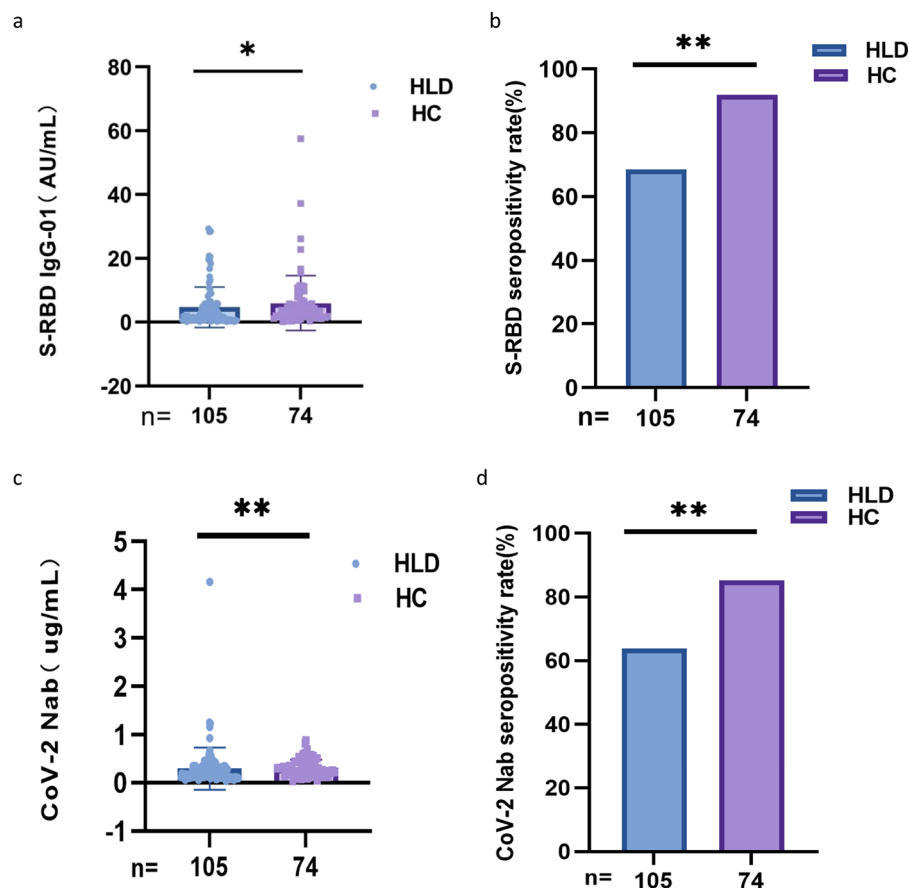 a
*
S-RBD IgG-01( AU/mL)
80
60
40
20
0
-20
HLD
HC
n= 105 74
b
**
S-RBD seropositivity rate(%)
100
80
60
40
20
0
HLD
HC
n= 105 74
c
**
CoV-2 Nab( ug/mL)
5
4
3
2
1
0
-1
HLD
HC
n= 105 74
d
**
CoV-2 Nab seropositivity rate(%)
100
80
60
40
20
0
HLD
HC
n= 105 74